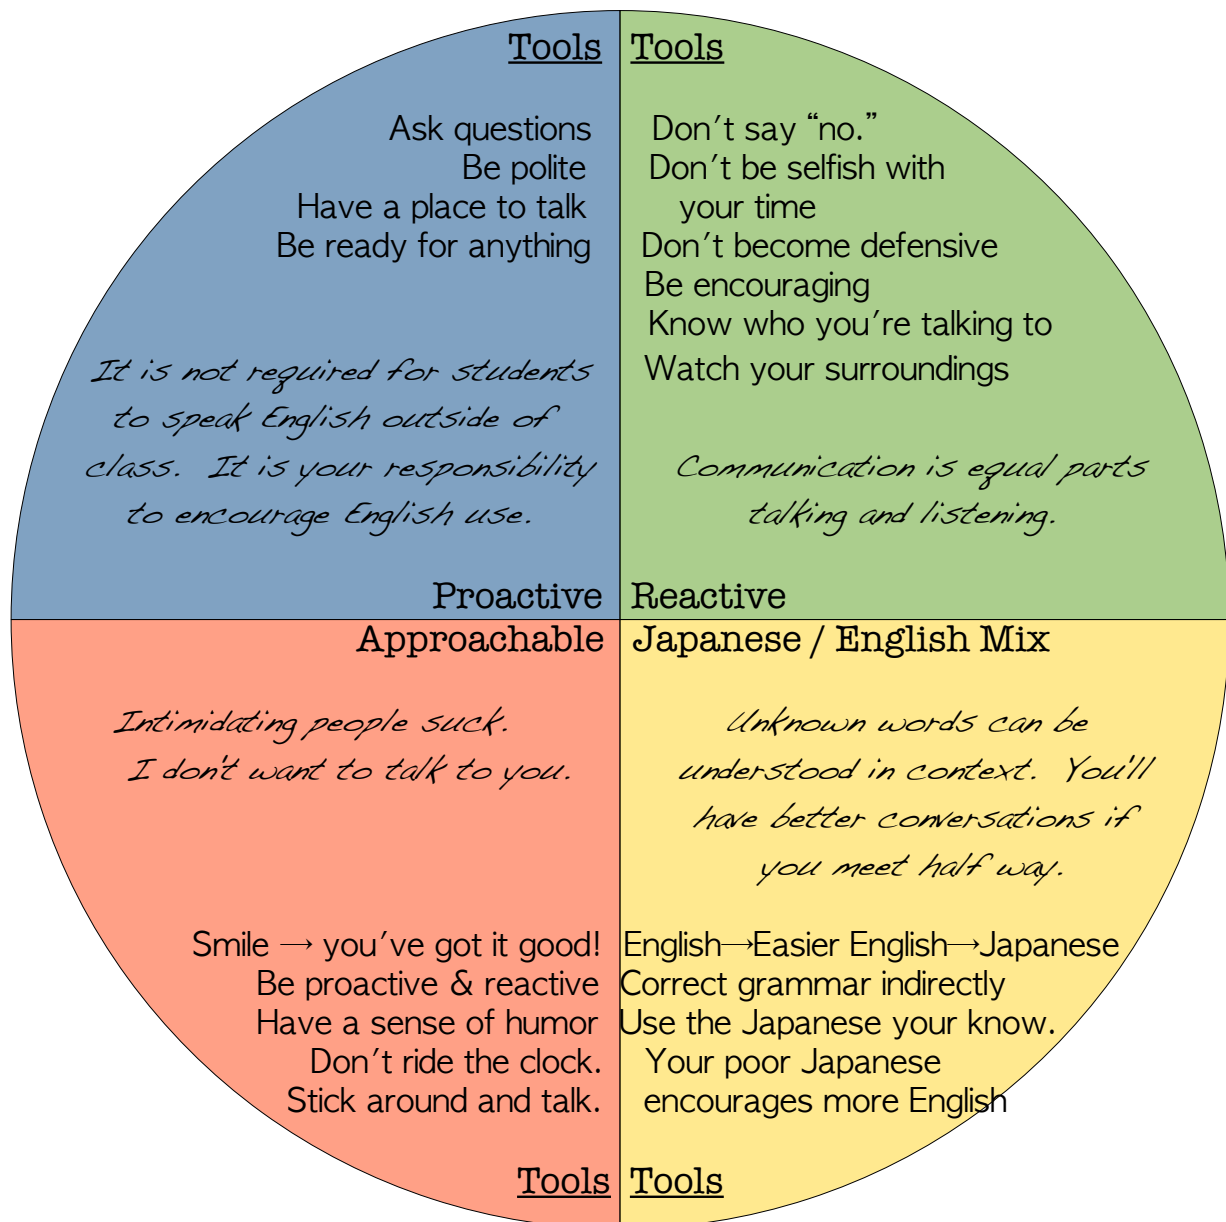 Tools
Ask questions
Be polite
Have a place to talk
Be ready for anything
It is not required for students
to speak English outside of
class. It is your responsibility
to encourage English use.
Proactive
Tools
Don't say “no.”
Don't be selfish with
your time
Don't become defensive
Be encouraging
Know who you're talking to
Watch your surroundings
Communication is equal parts
talking and listening.
Reactive
Approachable
Intimidating people suck.
I don't want to talk to you.
Smile → you've got it good!
Be proactive & reactive
Have a sense of humor
Don't ride the clock.
Stick around and talk.
Tools
Japanese / English Mix
Unknown words can be
understood in context. You'll
have better conversations if
you meet half way.
English→Easier English→Japanese
Correct grammar indirectly
Use the Japanese your know.
Your poor Japanese
encourages more English
Tools